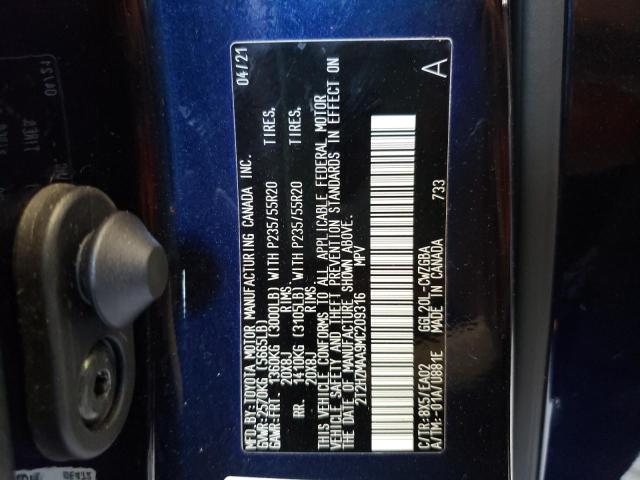 MFD. BY: TOYOTA MOTOR MANUFACTURING CANADA INC. 04/21
GVWR: 2570KG (5665LB)
GAWR: FRT. 1360KG (3000LB) WITH P235/55R20 TIRES,
20X8J RIMS,
RR. 1410KG (3105LB) WITH P235/55R20 TIRES,
20X8J RIMS,
THIS VEHICLE CONFORMS TO ALL APPLICABLE FEDERAL MOTOR
VEHICLE SAFETY AND THEFT PREVENTION STANDARDS IN EFFECT ON
THE DATE OF MANUFACTURE SHOWN ABOVE.
2T2HZMAA9MC209316 MPV
C/TR: 8X5/EA02 GGL20L-CWZGBA
A/TM: -01A/U881E MADE IN CANADA 733
A